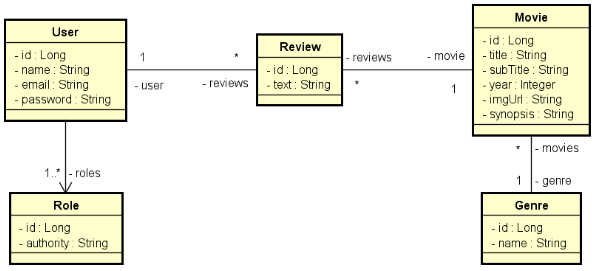 User
- id : Long
- name : String
- email : String
- password : String
1
- user
*
- reviews
Review
- id : Long
- text : String
- reviews
*
- movie
1
Movie
- id : Long
- title : String
- subTitle : String
- year : Integer
- imgUrl : String
- synopsis : String
* - movies
1 - genre
1..* - roles
Role
- id : Long
- authority : String
Genre
- id : Long
- name : String